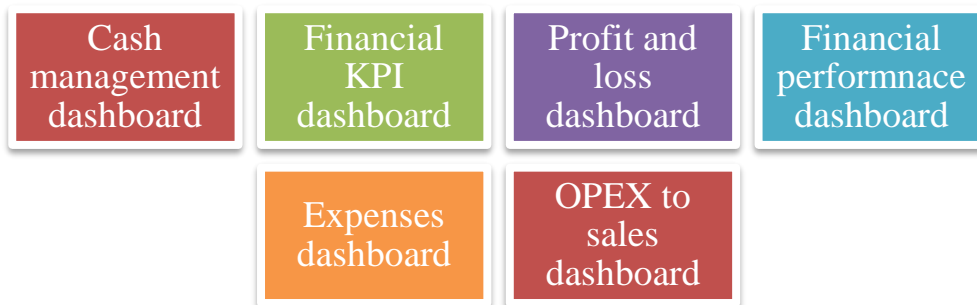 Cash
management
dashboard
Financial
KPI
dashboard
Profit and
loss
dashboard
Financial
performnace
dashboard
Expenses
dashboard
OPEX to
sales
dashboard